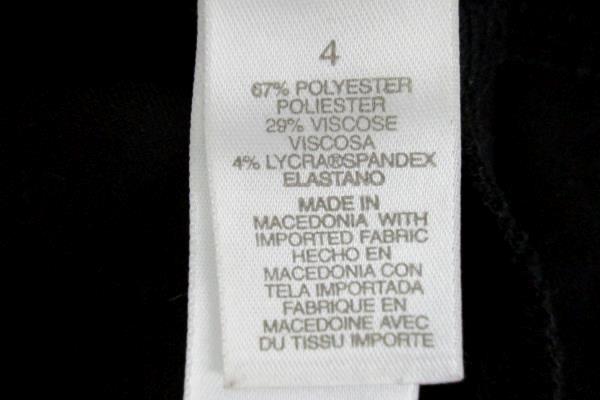 4
67% POLYESTER
POLIESTER
29% VISCOSE
VISCOSA
4% LYCRA®SPANDEX
ELASTANO
MADE IN
MACEDONIA WITH
IMPORTED FABRIC
HECHO EN
MACEDONIA CON
TELA IMPORTADA
FABRIQUE EN
MACEDOINE AVEC
DU TISSU IMPORTE